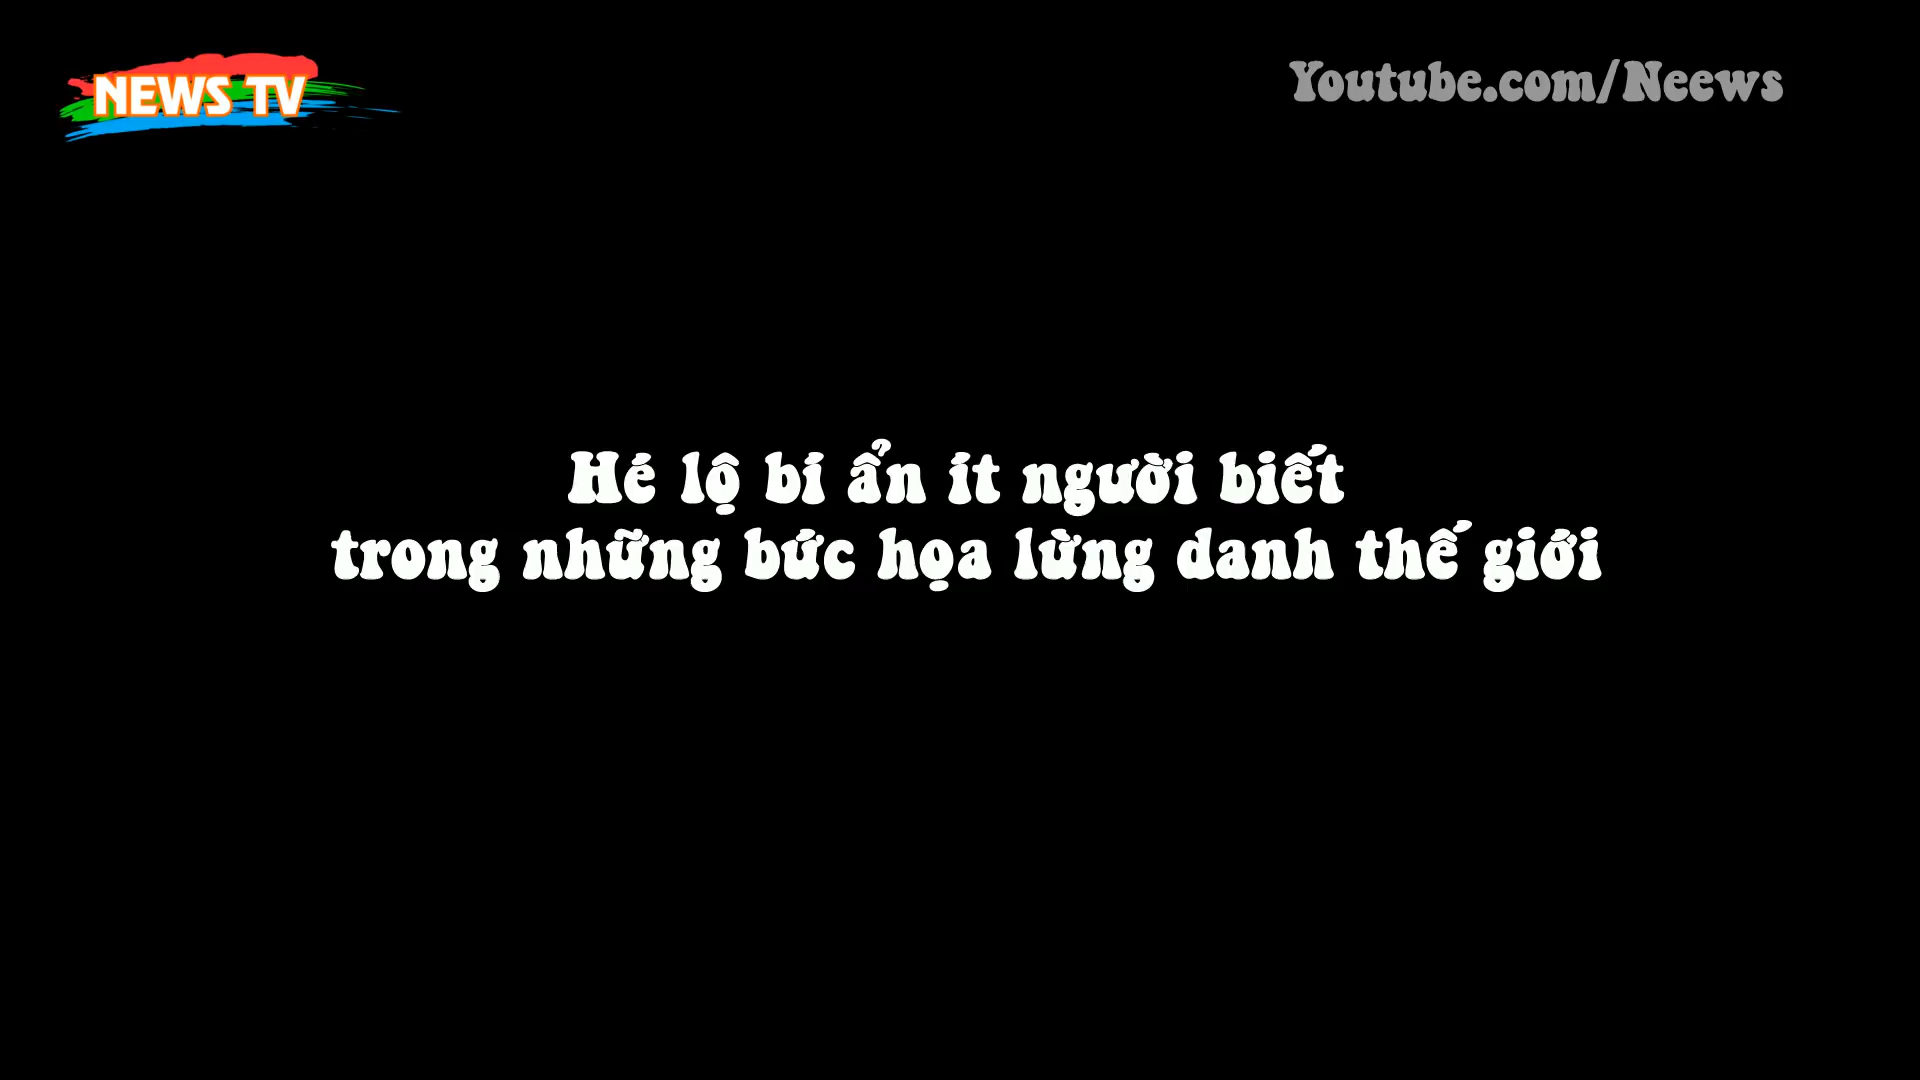 NEWS TV
Youtube.com/Neews
Hé lộ bí ẩn ít người biết
trong những bức họa lừng danh thế giới